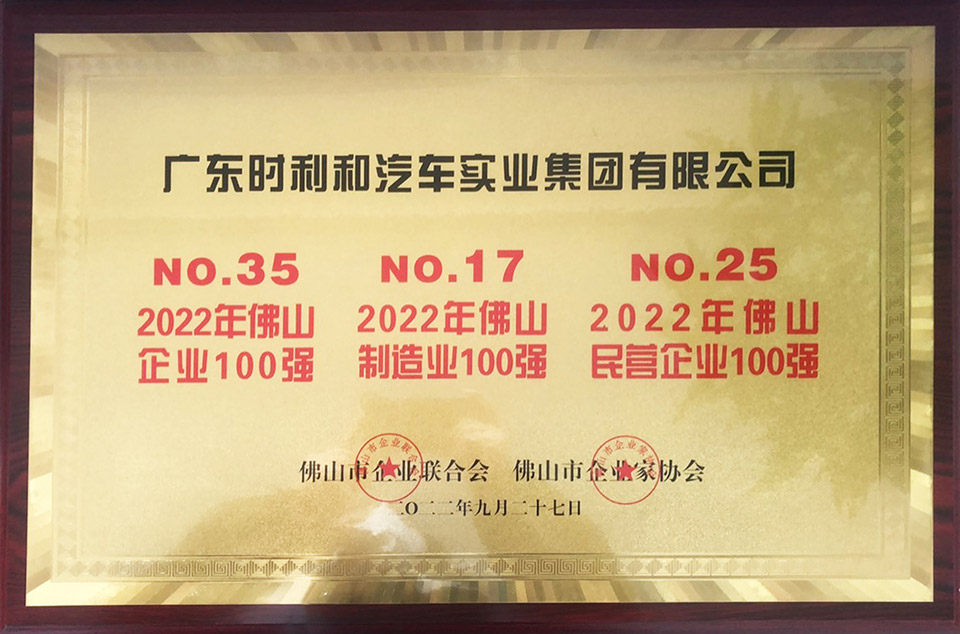 广东时利和汽车实业集团有限公司
NO.35 NO.17 NO.25
2022年佛山 2022年佛山 2022年佛山
企业100强 制造业100强 民营企业100强
佛山市企业联合会 佛山市企业家协会
二〇二二年九月二十七日